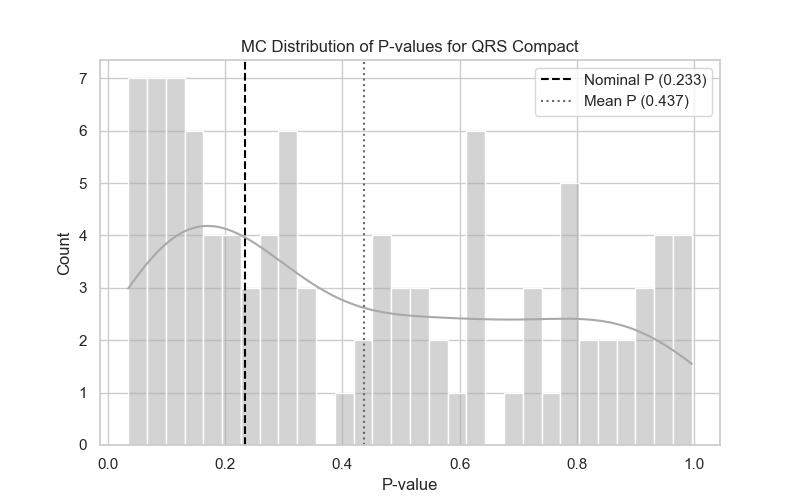 MC Distribution of P-values for QRS Compact
Nominal P (0.233)
Mean P (0.437)
Count
7
6
5
4
3
2
1
0
0.0 0.2 0.4 0.6 0.8 1.0
P-value